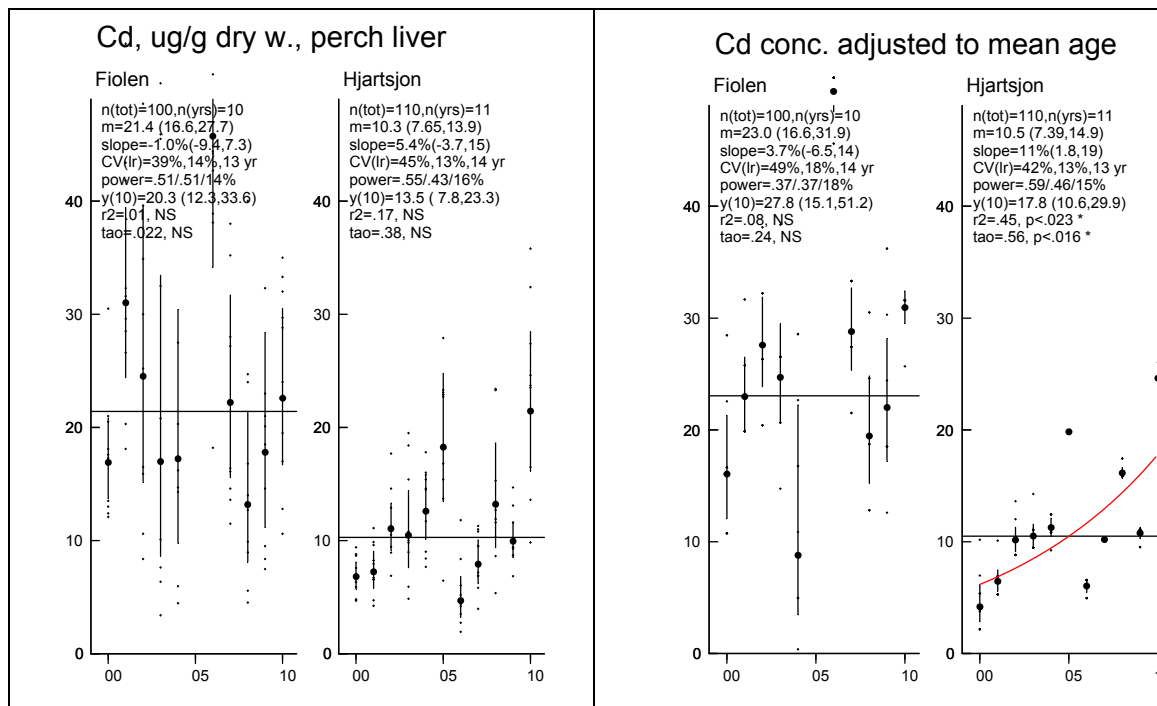 Cd, ug/g dry w., perch liver
Fiolen
n(tot)=100,n(yrs)=10
m=21.4 (16.6,27.7)
slope=-1.0%(-9.4,7.3)
CV(lr)=39%,14%,13 yr
power=.51/.51/14%
y(10)=20.3 (12.3,33.6)
r2=.01, NS
tao=.022, NS
40
30
20
10
0
00
05
10
Hjartsjon
n(tot)=110,n(yrs)=11
m=10.3 (7.65,13.9)
slope=5.4%(-3.7,15)
CV(lr)=45%,13%,14 yr
power=.55/.43/16%
y(10)=13.5 ( 7.8,23.3)
r2=.17, NS
tao=.38, NS
40
30
20
10
0
00
05
10
Cd conc. adjusted to mean age
Fiolen
n(tot)=100,n(yrs)=10
m=23.0 (16.6,31.9)
slope=3.7%(-6.5,14)
CV(lr)=49%,18%,14 yr
power=.37/.37/18%
y(10)=27.8 (15.1,51.2)
r2=.08, NS
tao=.24, NS
40
30
20
10
0
00
05
10
Hjartsjon
n(tot)=110,n(yrs)=11
m=10.5 (7.39,14.9)
slope=11%(1.8,19)
CV(lr)=42%,13%,13 yr
power=.59/.46/15%
y(10)=17.8 (10.6,29.9)
r2=.45, p<.023 *
tao=.56, p<.016 *
40
30
20
10
0
00
05